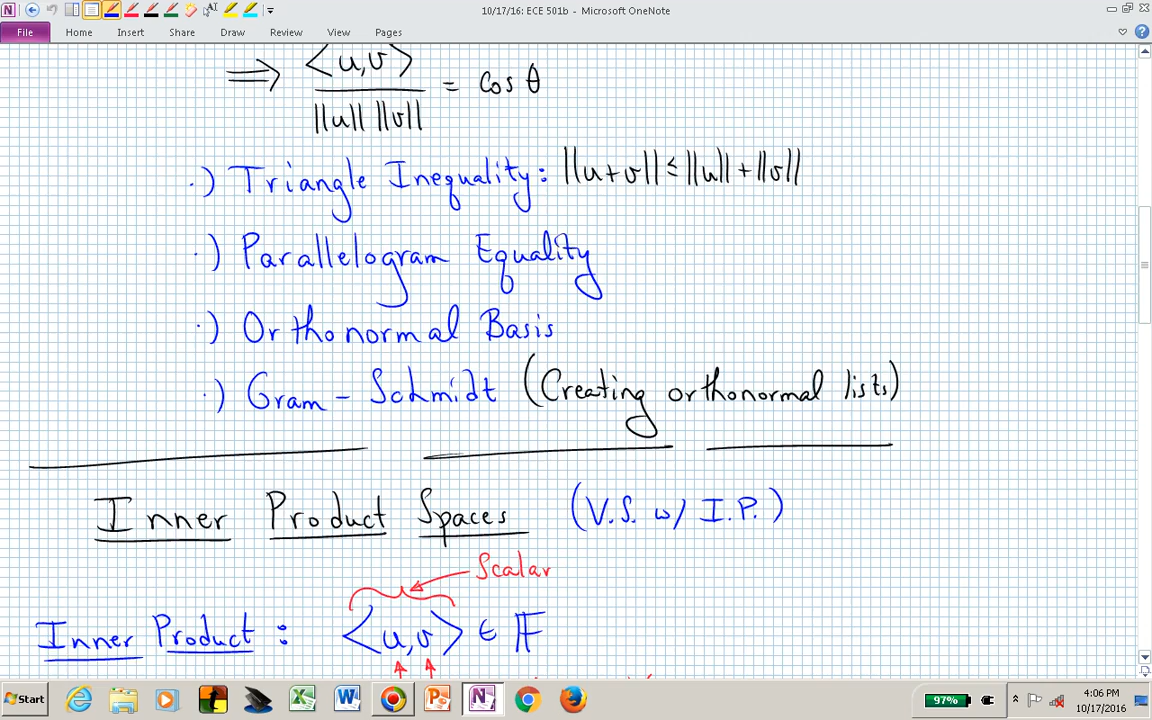 10/17/16: ECE 501b - Microsoft OneNote
File Home Insert Share Draw Review View Pages
⟹ <u,v> / ||u|| ||v|| = cos θ
·) Triangle Inequality: ||u+v|| ≤ ||u|| + ||v||
·) Parallelogram Equality
·) Orthonormal Basis
·) Gram - Schmidt (Creating orthonormal lists)
Inner Product Spaces (V.S. w/ I.P.)
Scalar
Inner Product: <u,v> ∈ 𝔽
Start
97%
4:06 PM
10/17/2016